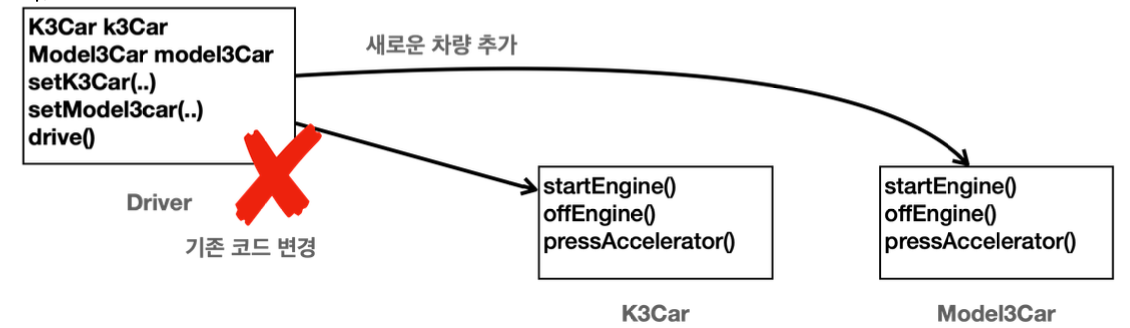 K3Car k3Car
Model3Car model3Car
setK3Car(..)
setModel3car(..)
drive()
Driver
기존 코드 변경
새로운 차량 추가
startEngine()
offEngine()
pressAccelerator()
K3Car
startEngine()
offEngine()
pressAccelerator()
Model3Car